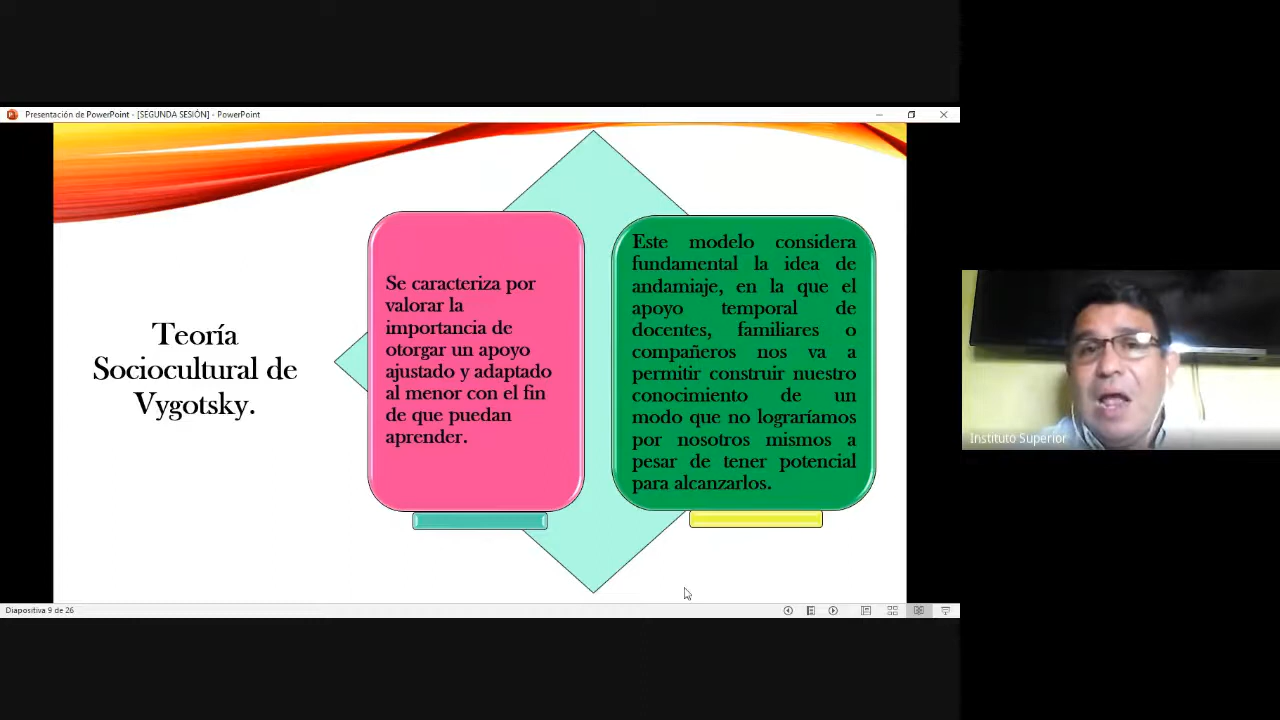 Presentación de PowerPoint - [SEGUNDA SESIÓN] - PowerPoint
Teoría
Sociocultural de
Vygotsky.
Se caracteriza por
valorar la
importancia de
otorgar un apoyo
ajustado y adaptado
al menor con el fin
de que puedan
aprender.
Este modelo considera
fundamental la idea de
andamiaje, en la que el
apoyo temporal de
docentes, familiares o
compañeros nos va a
permitir construir nuestro
conocimiento de un
modo que no lograríamos
por nosotros mismos a
pesar de tener potencial
para alcanzarlos.
Instituto Superior
Diapositiva 9 de 26